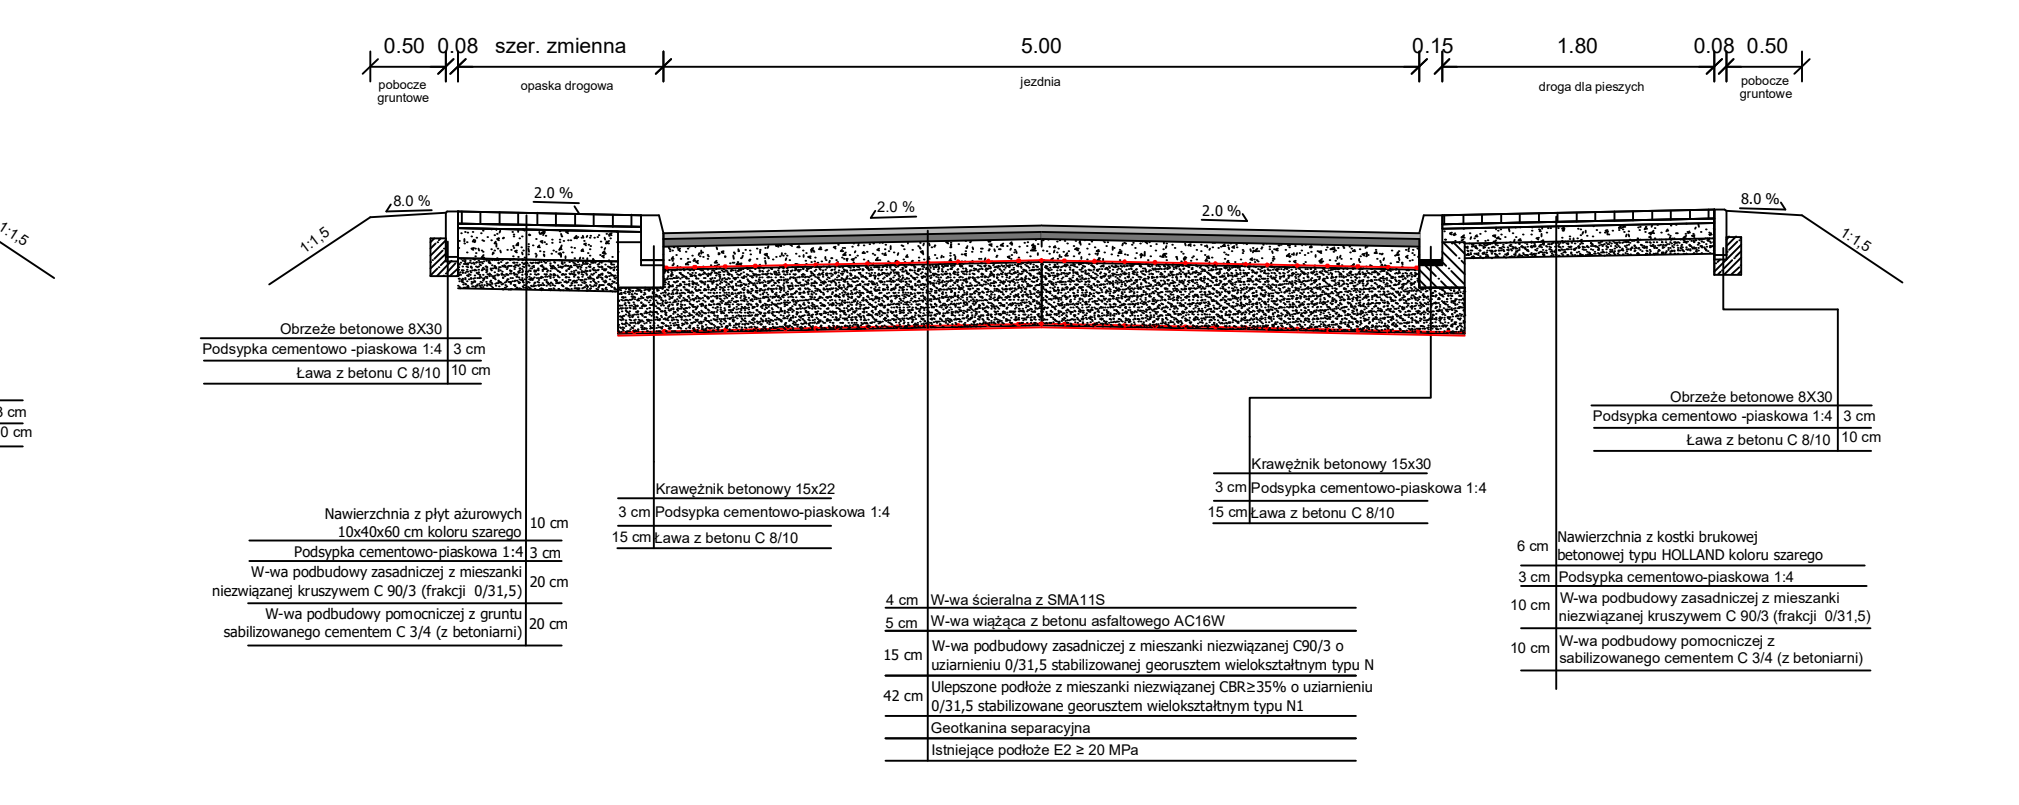 0.50 0.08 szer. zmienna 5.00 0.15 1.80 0.08 0.50
pobocze
gruntowe
opaska drogowa
jezdnia
droga dla pieszych
pobocze
gruntowe
1:1,5
1:1,5
8.0 %
2.0 %
2.0 %
2.0 %
8.0 %
1:1,5
Obrzeże betonowe 8X30
Podsypka cementowo -piaskowa 1:4 3 cm
Ława z betonu C 8/10 10 cm
3 cm
0 cm
Nawierzchnia z płyt ażurowych
10x40x60 cm koloru szarego
10 cm
Podsypka cementowo-piaskowa 1:4 3 cm
W-wa podbudowy zasadniczej z mieszanki
niezwiązanej kruszywem C 90/3 (frakcji 0/31,5)
20 cm
W-wa podbudowy pomocniczej z gruntu
sabilizowanego cementem C 3/4 (z betoniarni)
20 cm
Krawężnik betonowy 15x22
3 cm Podsypka cementowo-piaskowa 1:4
15 cm Ława z betonu C 8/10
4 cm W-wa ścieralna z SMA11S
5 cm W-wa wiążąca z betonu asfaltowego AC16W
15 cm
W-wa podbudowy zasadniczej z mieszanki niezwiązanej C90/3 o
uziarnieniu 0/31,5 stabilizowanej georusztem wielokształtnym typu N
42 cm
Ulepszone podłoże z mieszanki niezwiązanej CBR≥35% o uziarnieniu
0/31,5 stabilizowane georusztem wielokształtnym typu N1
Geotkanina separacyjna
Istniejące podłoże E2 ≥ 20 MPa
Krawężnik betonowy 15x30
3 cm Podsypka cementowo-piaskowa 1:4
15 cm Ława z betonu C 8/10
Obrzeże betonowe 8X30
Podsypka cementowo -piaskowa 1:4 3 cm
Ława z betonu C 8/10 10 cm
6 cm
Nawierzchnia z kostki brukowej
betonowej typu HOLLAND koloru szarego
3 cm Podsypka cementowo-piaskowa 1:4
10 cm
W-wa podbudowy zasadniczej z mieszanki
niezwiązanej kruszywem C 90/3 (frakcji 0/31,5)
10 cm
W-wa podbudowy pomocniczej z
sabilizowanego cementem C 3/4 (z betoniarni)